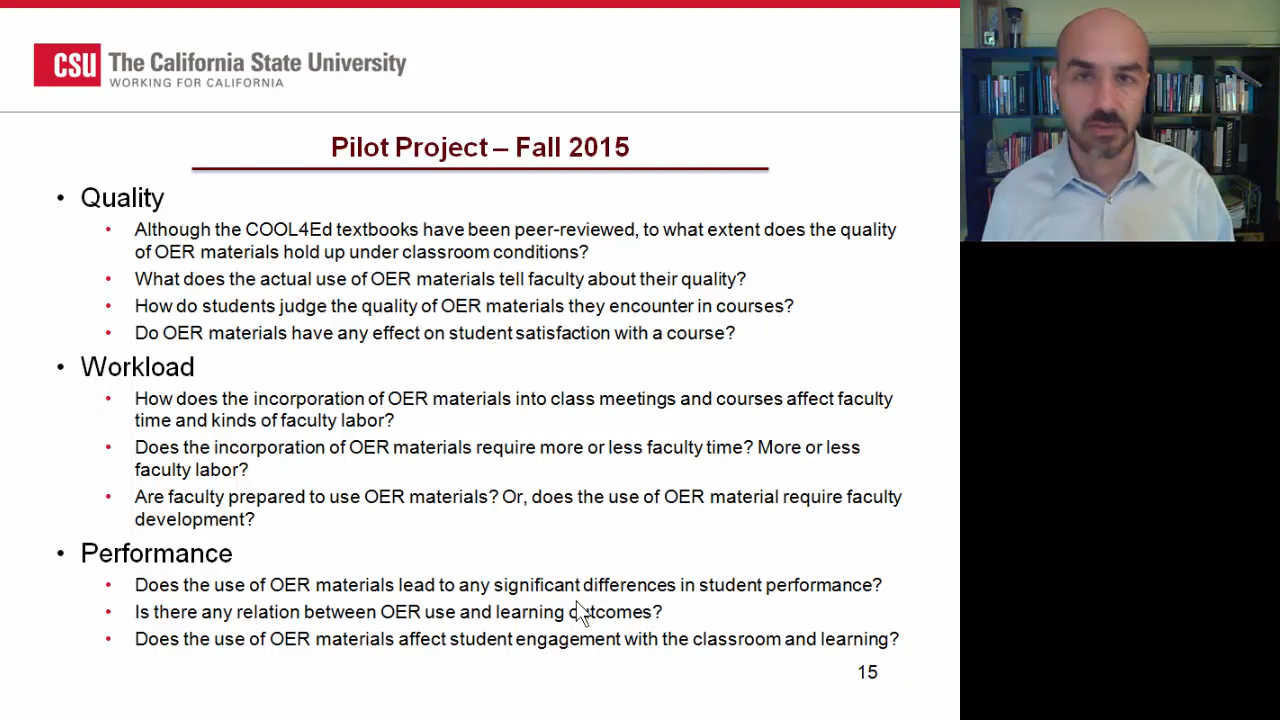 CSU The California State University
WORKING FOR CALIFORNIA
Pilot Project – Fall 2015
• Quality
• Although the COOL4Ed textbooks have been peer-reviewed, to what extent does the quality
of OER materials hold up under classroom conditions?
• What does the actual use of OER materials tell faculty about their quality?
• How do students judge the quality of OER materials they encounter in courses?
• Do OER materials have any effect on student satisfaction with a course?
• Workload
• How does the incorporation of OER materials into class meetings and courses affect faculty
time and kinds of faculty labor?
• Does the incorporation of OER materials require more or less faculty time? More or less
faculty labor?
• Are faculty prepared to use OER materials? Or, does the use of OER material require faculty
development?
• Performance
• Does the use of OER materials lead to any significant differences in student performance?
• Is there any relation between OER use and learning outcomes?
• Does the use of OER materials affect student engagement with the classroom and learning?
15